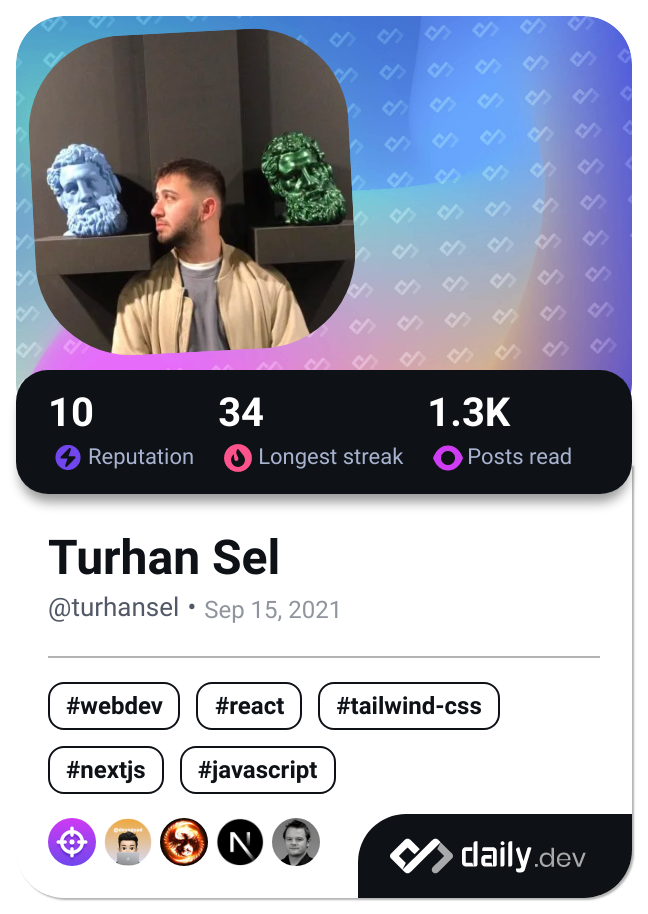 10 34 1.3K
Reputation Longest streak Posts read
Turhan Sel
@turhansel • Sep 15, 2021
#webdev #react #tailwind-css
#nextjs #javascript
N
daily.dev